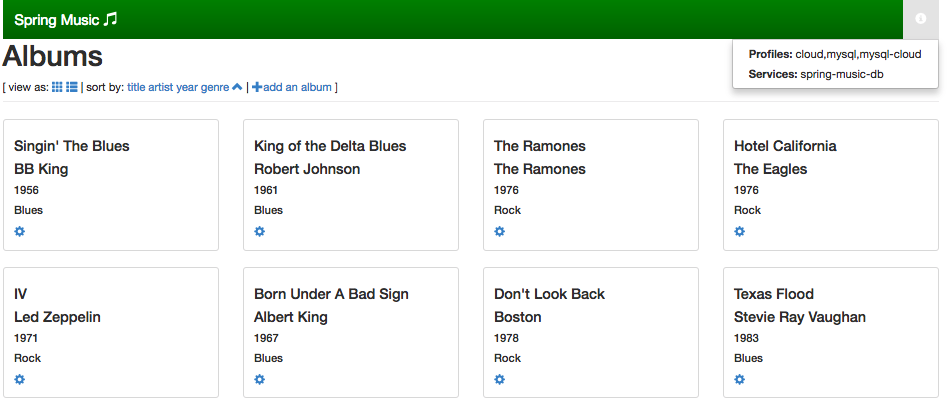 Spring Music
Profiles: cloud,mysql,mysql-cloud
Services: spring-music-db
Albums
[ view as: | sort by: title artist year genre | add an album ]
Singin' The Blues
BB King
1956
Blues
King of the Delta Blues
Robert Johnson
1961
Blues
The Ramones
The Ramones
1976
Rock
Hotel California
The Eagles
1976
Rock
IV
Led Zeppelin
1971
Rock
Born Under A Bad Sign
Albert King
1967
Blues
Don't Look Back
Boston
1978
Rock
Texas Flood
Stevie Ray Vaughan
1983
Blues